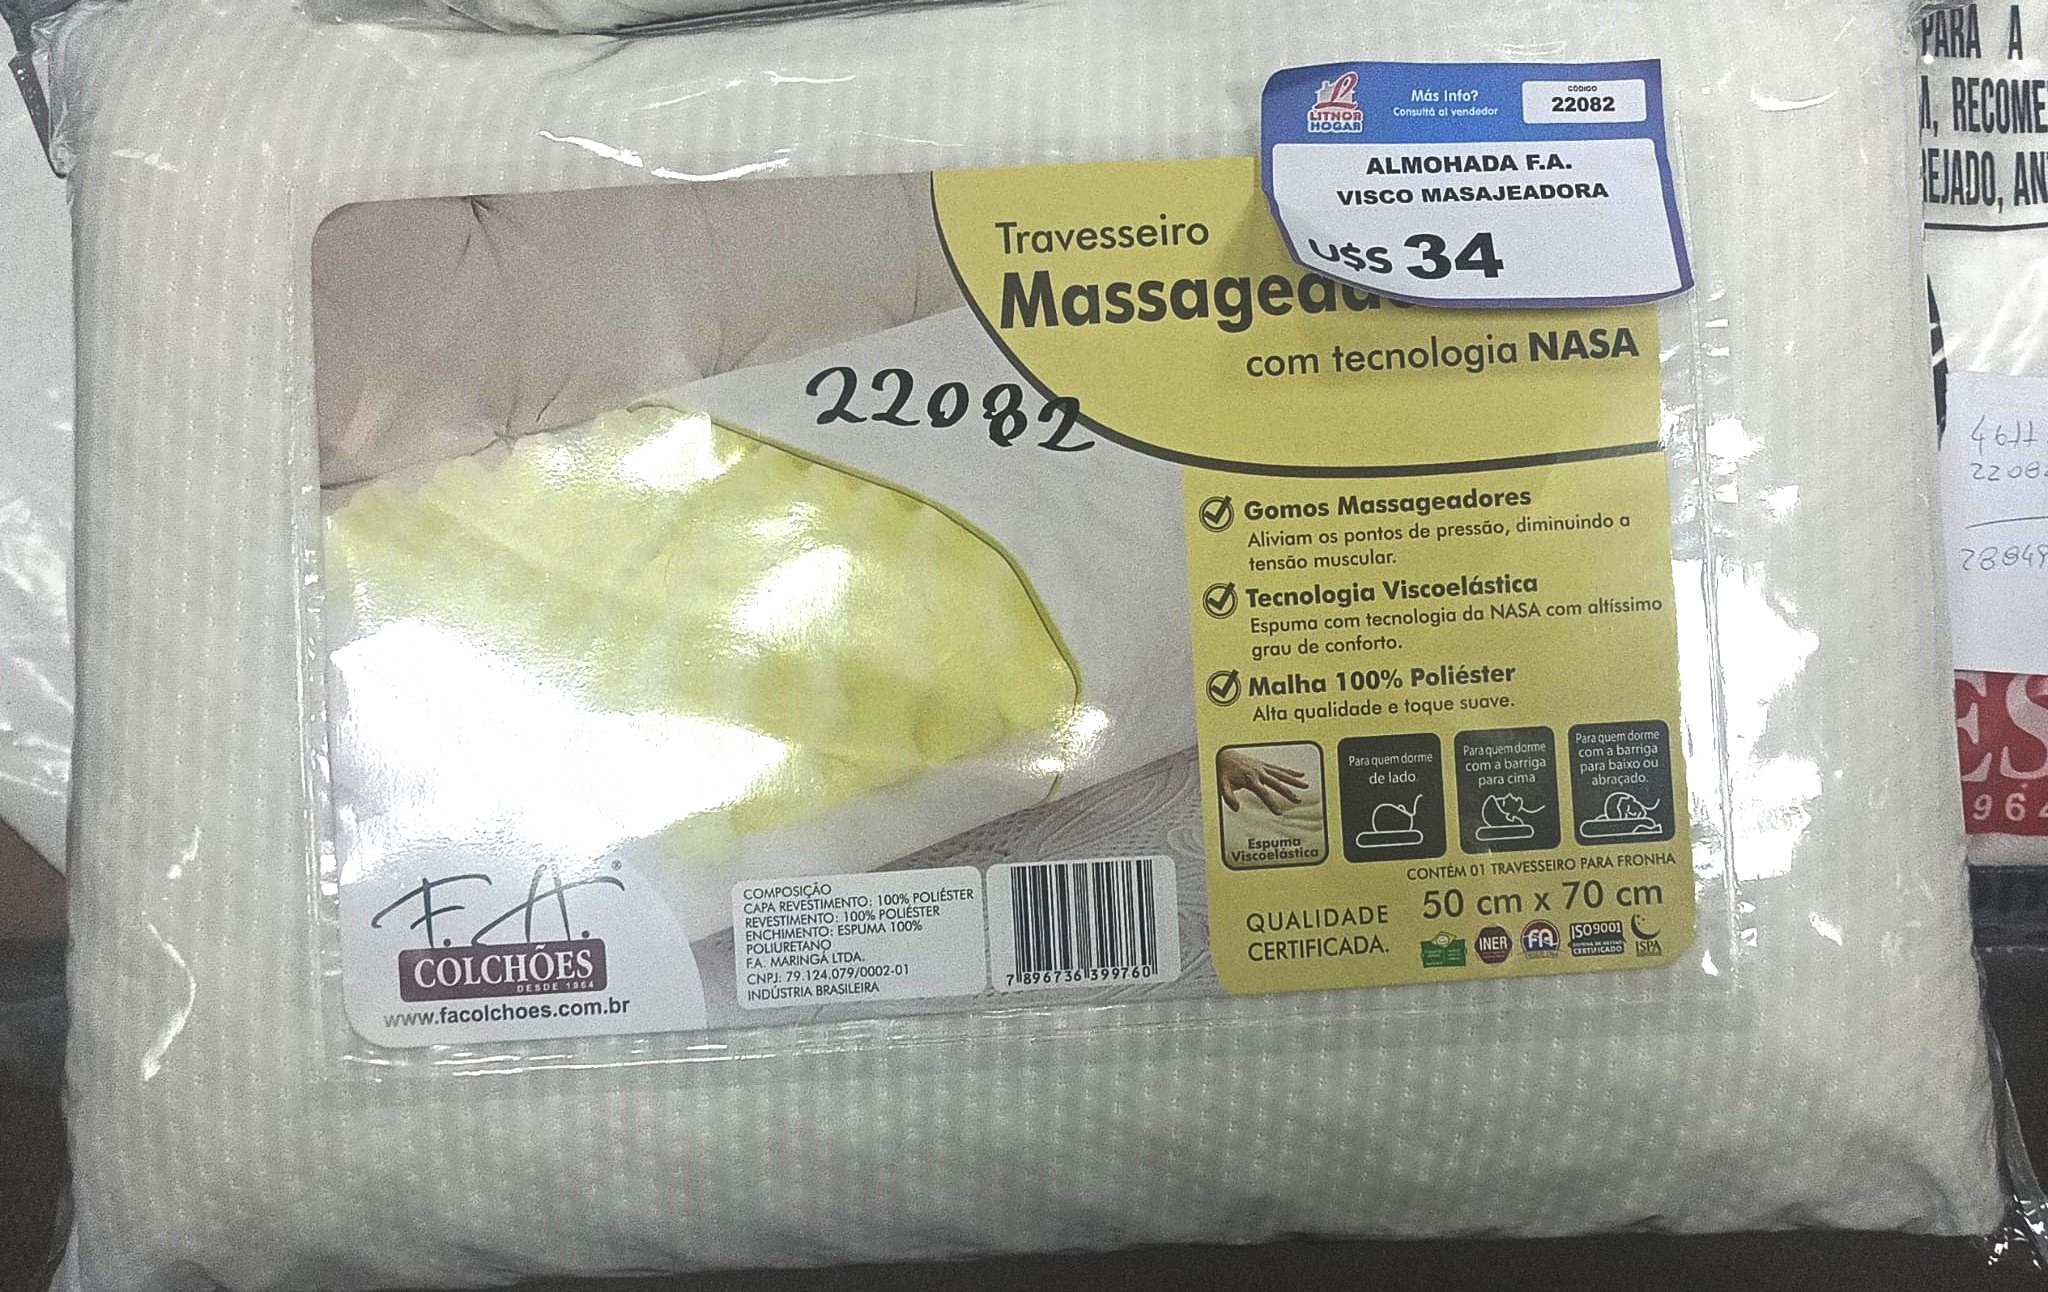 LITNOR
HOGAR
Más Info?
Consultá al vendedor
CÓDIGO
22082
ALMOHADA F.A.
VISCO MASAJEADORA
U$S 34
Travesseiro
com tecnologia NASA
22082
Gomos Massageadores
Aliviam os pontos de pressão, diminuindo a
tensão muscular.
Tecnologia Viscoelástica
Espuma com tecnologia da NASA com altíssimo
grau de conforto.
Malha 100% Poliéster
Alta qualidade e toque suave.
Espuma
Viscoelástica
Para quem dorme
de lado
Para quem dorme
com a barriga
para cima
Para quem dorme
com a barriga
para baixo ou
abraçado.
CONTÉM 01 TRAVESSEIRO PARA FRONHA
50 cm x 70 cm
QUALIDADE
CERTIFICADA.
INER
FA
ISO9001
CERTIFICADO
ISPA
F.A.®
COLCHÕES
DESDE 1964
www.facolchoes.com.br
COMPOSIÇÃO
CAPA REVESTIMENTO: 100% POLIÉSTER
REVESTIMENTO: 100% POLIÉSTER
ENCHIMENTO: ESPUMA 100%
POLIURETANO
F.A. MARINGÁ LTDA.
CNPJ: 79.124.079/0002-01
INDÚSTRIA BRASILEIRA
7 896736 399760
PARA A